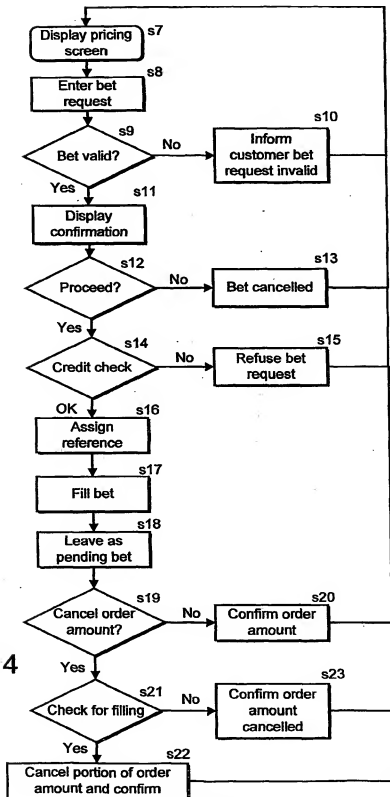 s7
Display pricing
screen
s8
Enter bet
request
s9
Bet valid?
No
s10
Inform
customer bet
request invalid
Yes
s11
Display
confirmation
s12
Proceed?
No
s13
Bet cancelled
Yes
s14
Credit check
No
s15
Refuse bet
request
OK
s16
Assign
reference
s17
Fill bet
s18
Leave as
pending bet
s19
Cancel order
amount?
No
s20
Confirm order
amount
4
Yes
s21
Check for filling
No
s23
Confirm order
amount
cancelled
Yes
s22
Cancel portion of order
amount and confirm